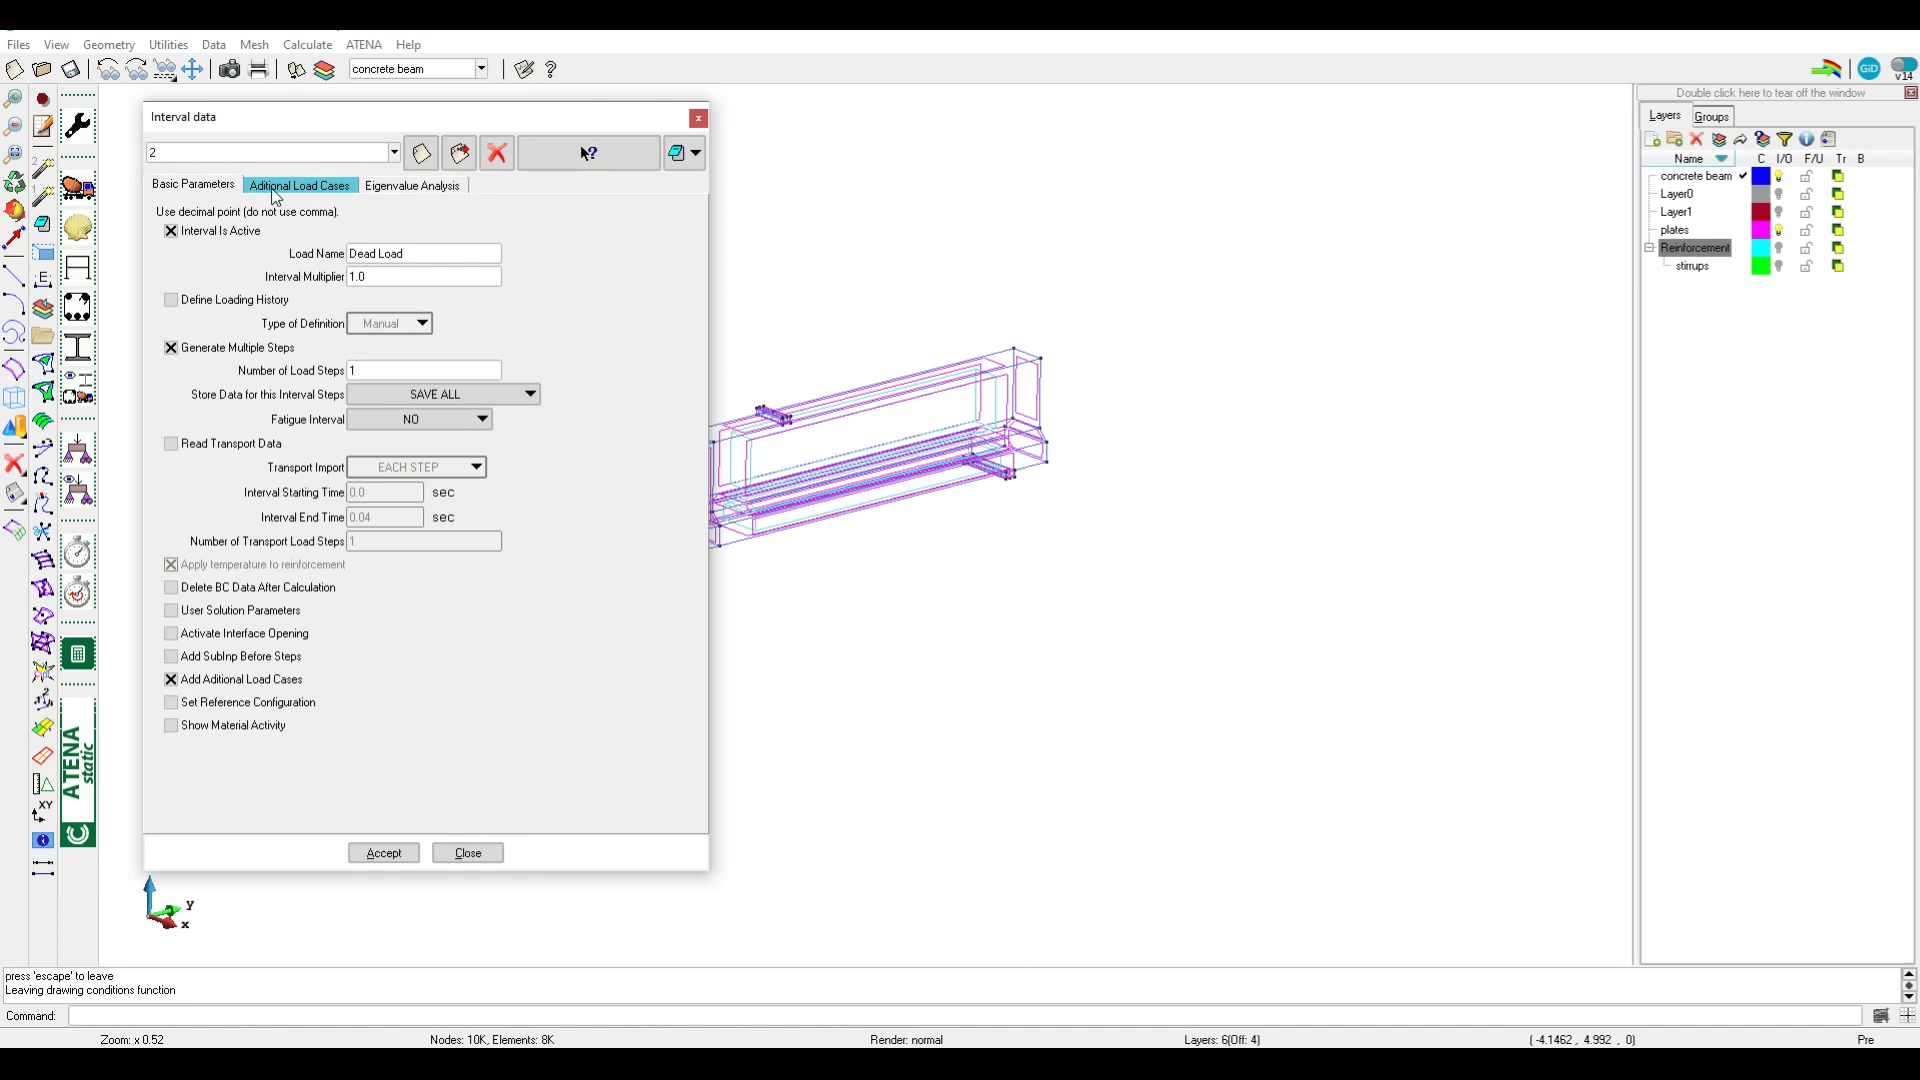 Files View Geometry Utilities Data Mesh Calculate ATENA Help
concrete beam
GiD
v14
Double click here to tear off the window
Layers Groups
Name C I/O F/U Tr B
concrete beam
Layer0
Layer1
plates
Reinforcement
stirrups
Interval data
x
2
Basic Parameters Aditional Load Cases Eigenvalue Analysis
Use decimal point (do not use comma).
Interval Is Active
Load Name Dead Load
Interval Multiplier 1.0
Define Loading History
Type of Definition Manual
Generate Multiple Steps
Number of Load Steps 1
Store Data for this Interval Steps SAVE ALL
Fatigue Interval NO
Read Transport Data
Transport Import EACH STEP
Interval Starting Time 0.0 sec
Interval End Time 0.04 sec
Number of Transport Load Steps 1
Apply temperature to reinforcement
Delete BC Data After Calculation
User Solution Parameters
Activate Interface Opening
Add SubInp Before Steps
Add Aditional Load Cases
Set Reference Configuration
Show Material Activity
Accept Close
ATENA
static
XY
y
x
press 'escape' to leave
Leaving drawing conditions function
Command:
Zoom: x 0.52 Nodes: 10K, Elements: 8K Render: normal Layers: 6(Off: 4) (-4.1462 , 4.992 , 0) Pre